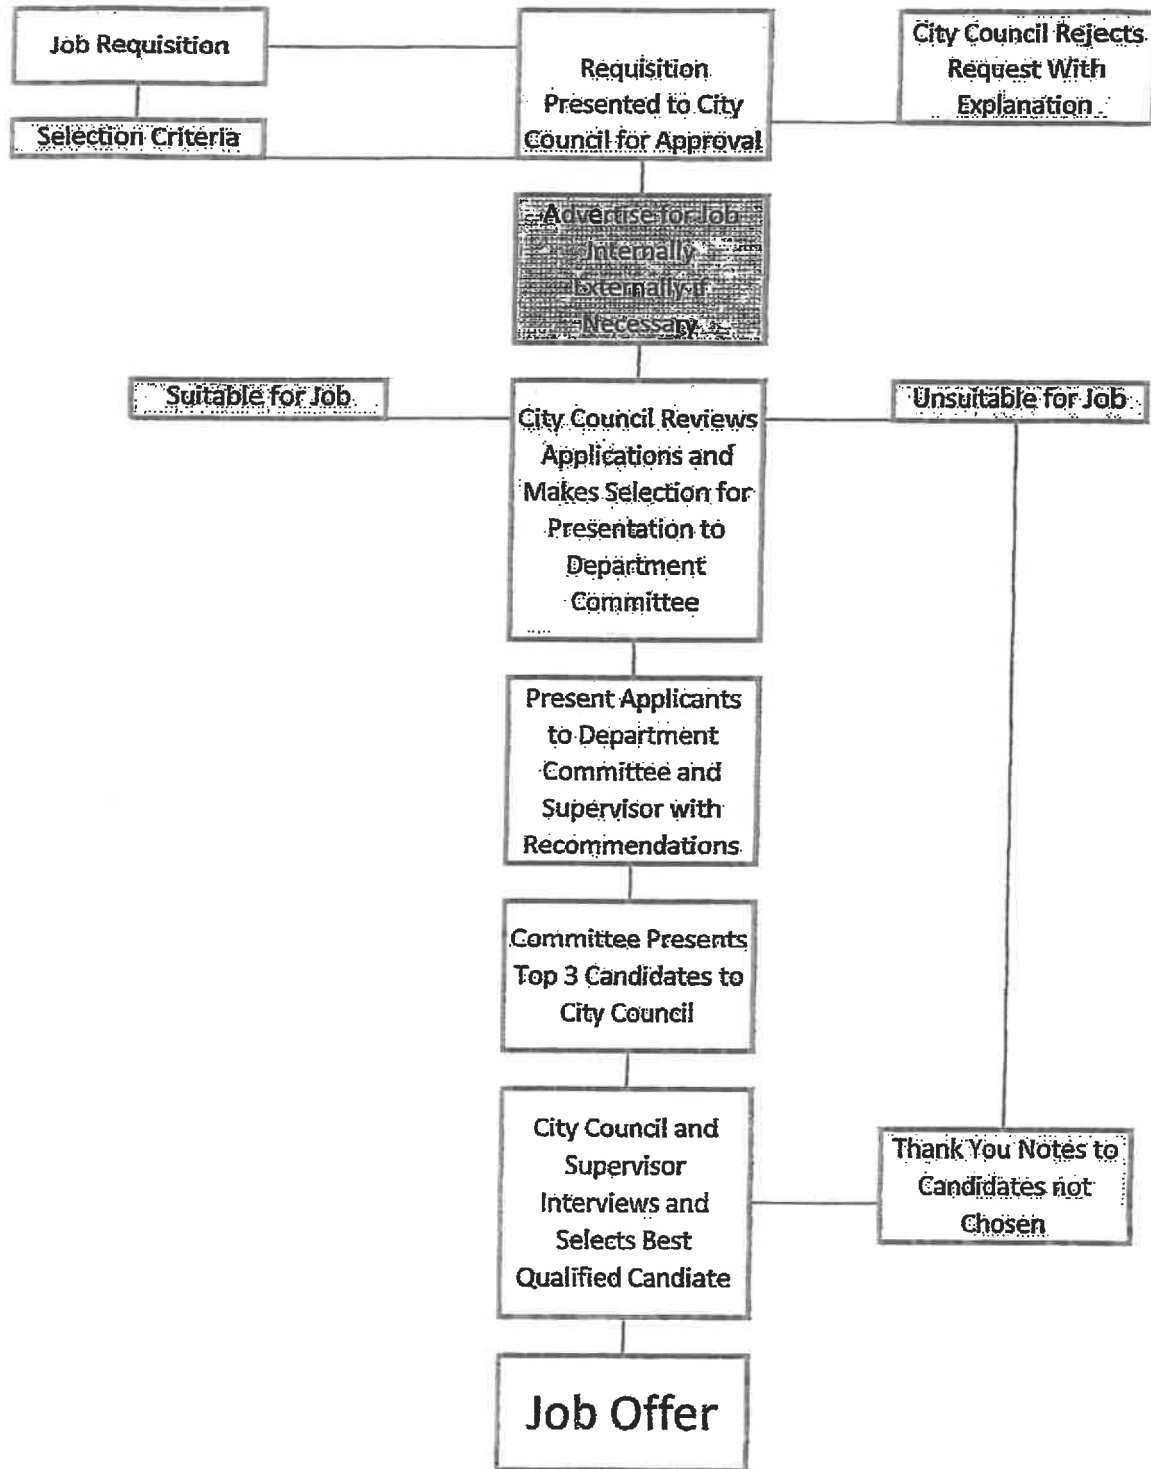 Job Requisition
Requisition
Presented to City
Council for Approval
City Council Rejects
Request With
Explanation
Selection Criteria
Advertise for Job
Internally
Externally if
Necessary
Suitable for Job
City Council Reviews
Applications and
Makes Selection for
Presentation to
Department
Committee
Unsuitable for Job
Present Applicants
to Department
Committee and
Supervisor with
Recommendations
Committee Presents
Top 3 Candidates to
City Council
City Council and
Supervisor
Interviews and
Selects Best
Qualified Candiate
Thank You Notes to
Candidates not
Chosen
Job Offer